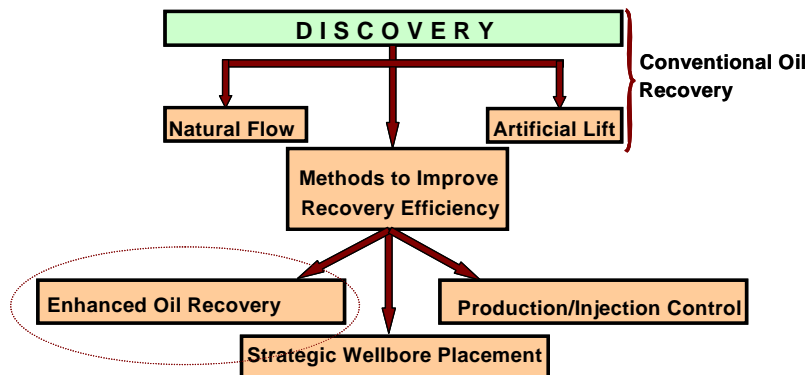 D I S C O V E R Y
Conventional Oil
Recovery
Natural Flow
Artificial Lift
Methods to Improve
Recovery Efficiency
Enhanced Oil Recovery
Production/Injection Control
Strategic Wellbore Placement